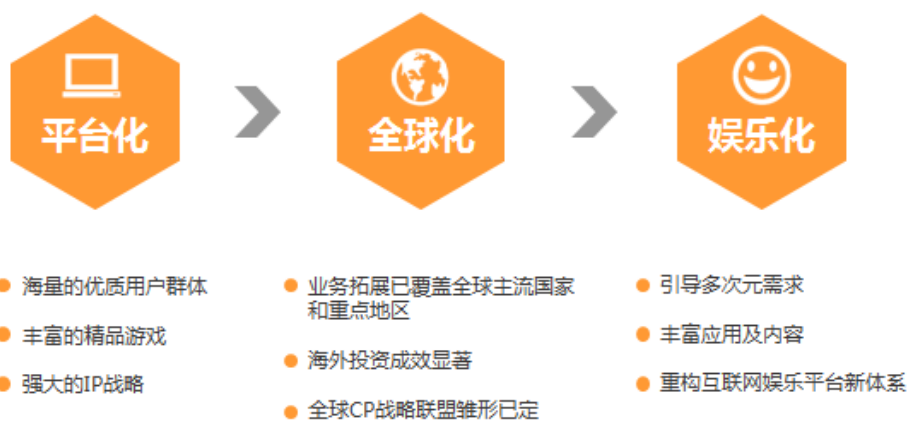 平台化
全球化
娱乐化
海量的优质用户群体
丰富的精品游戏
强大的IP战略
业务拓展已覆盖全球主流国家
和重点地区
海外投资成效显著
全球CP战略联盟雏形已定
引导多次元需求
丰富应用及内容
重构互联网娱乐平台新体系